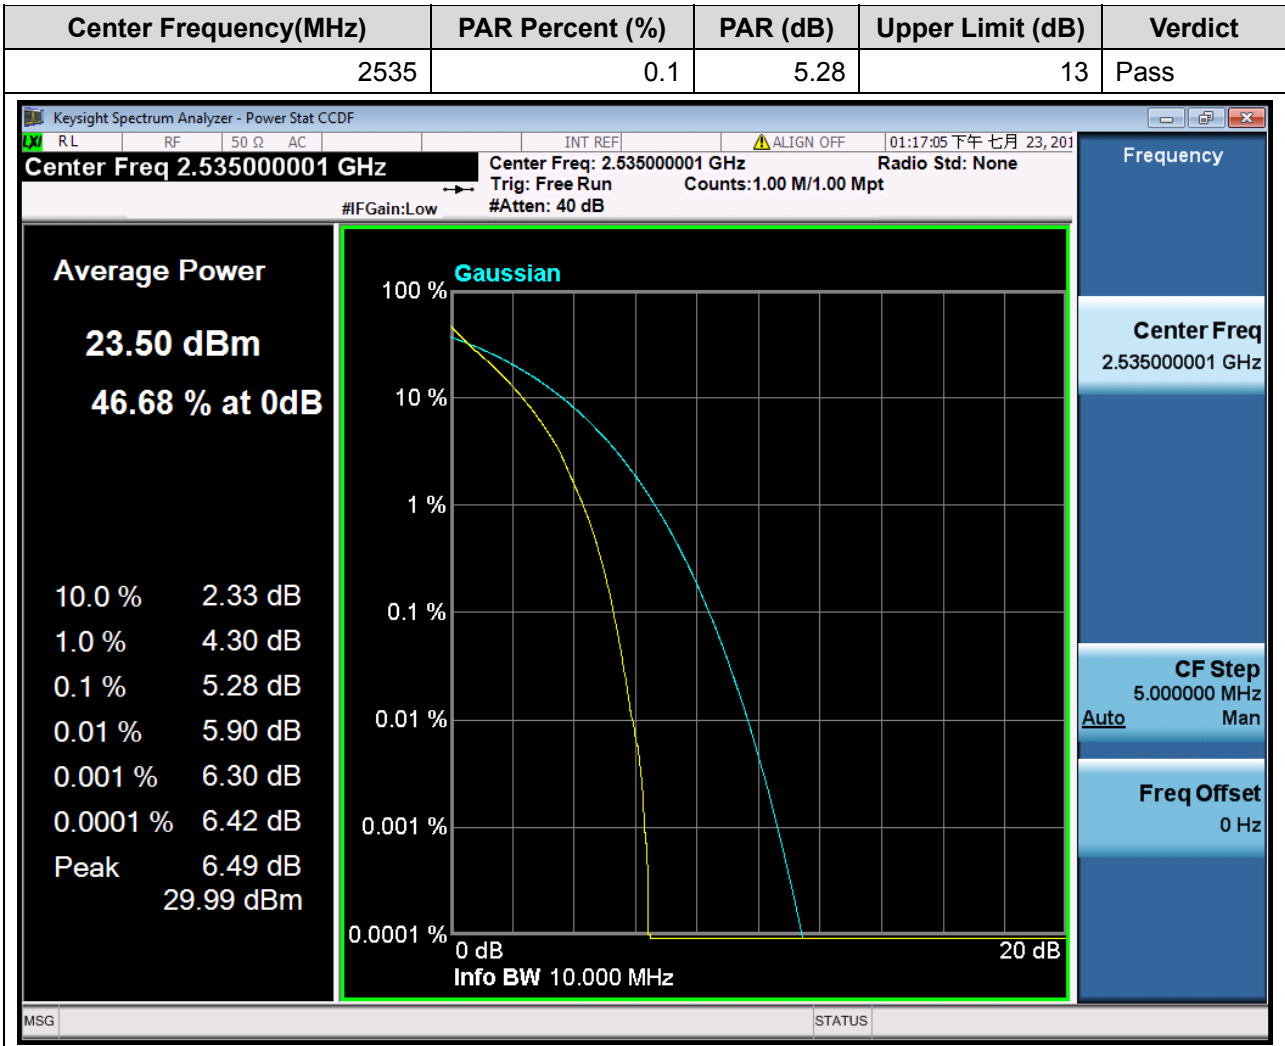 Center Frequency(MHz) PAR Percent (%) PAR (dB) Upper Limit (dB) Verdict
2535 0.1 5.28 13 Pass
Keysight Spectrum Analyzer - Power Stat CCDF
LXI RL RF 50 Ω AC INT REF ALIGN OFF 01:17:05 下午 七月 23, 201
Center Freq 2.535000001 GHz
Center Freq: 2.535000001 GHz Radio Std: None
Trig: Free Run Counts:1.00 M/1.00 Mpt
#IFGain:Low #Atten: 40 dB
Average Power
23.50 dBm
46.68 % at 0dB
10.0 % 2.33 dB
1.0 % 4.30 dB
0.1 % 5.28 dB
0.01 % 5.90 dB
0.001 % 6.30 dB
0.0001 % 6.42 dB
Peak 6.49 dB
29.99 dBm
Gaussian
100 %
10 %
1 %
0.1 %
0.01 %
0.001 %
0.0001 %
0 dB 20 dB
Info BW 10.000 MHz
Frequency
Center Freq
2.535000001 GHz
CF Step
5.000000 MHz
Auto Man
Freq Offset
0 Hz
MSG STATUS